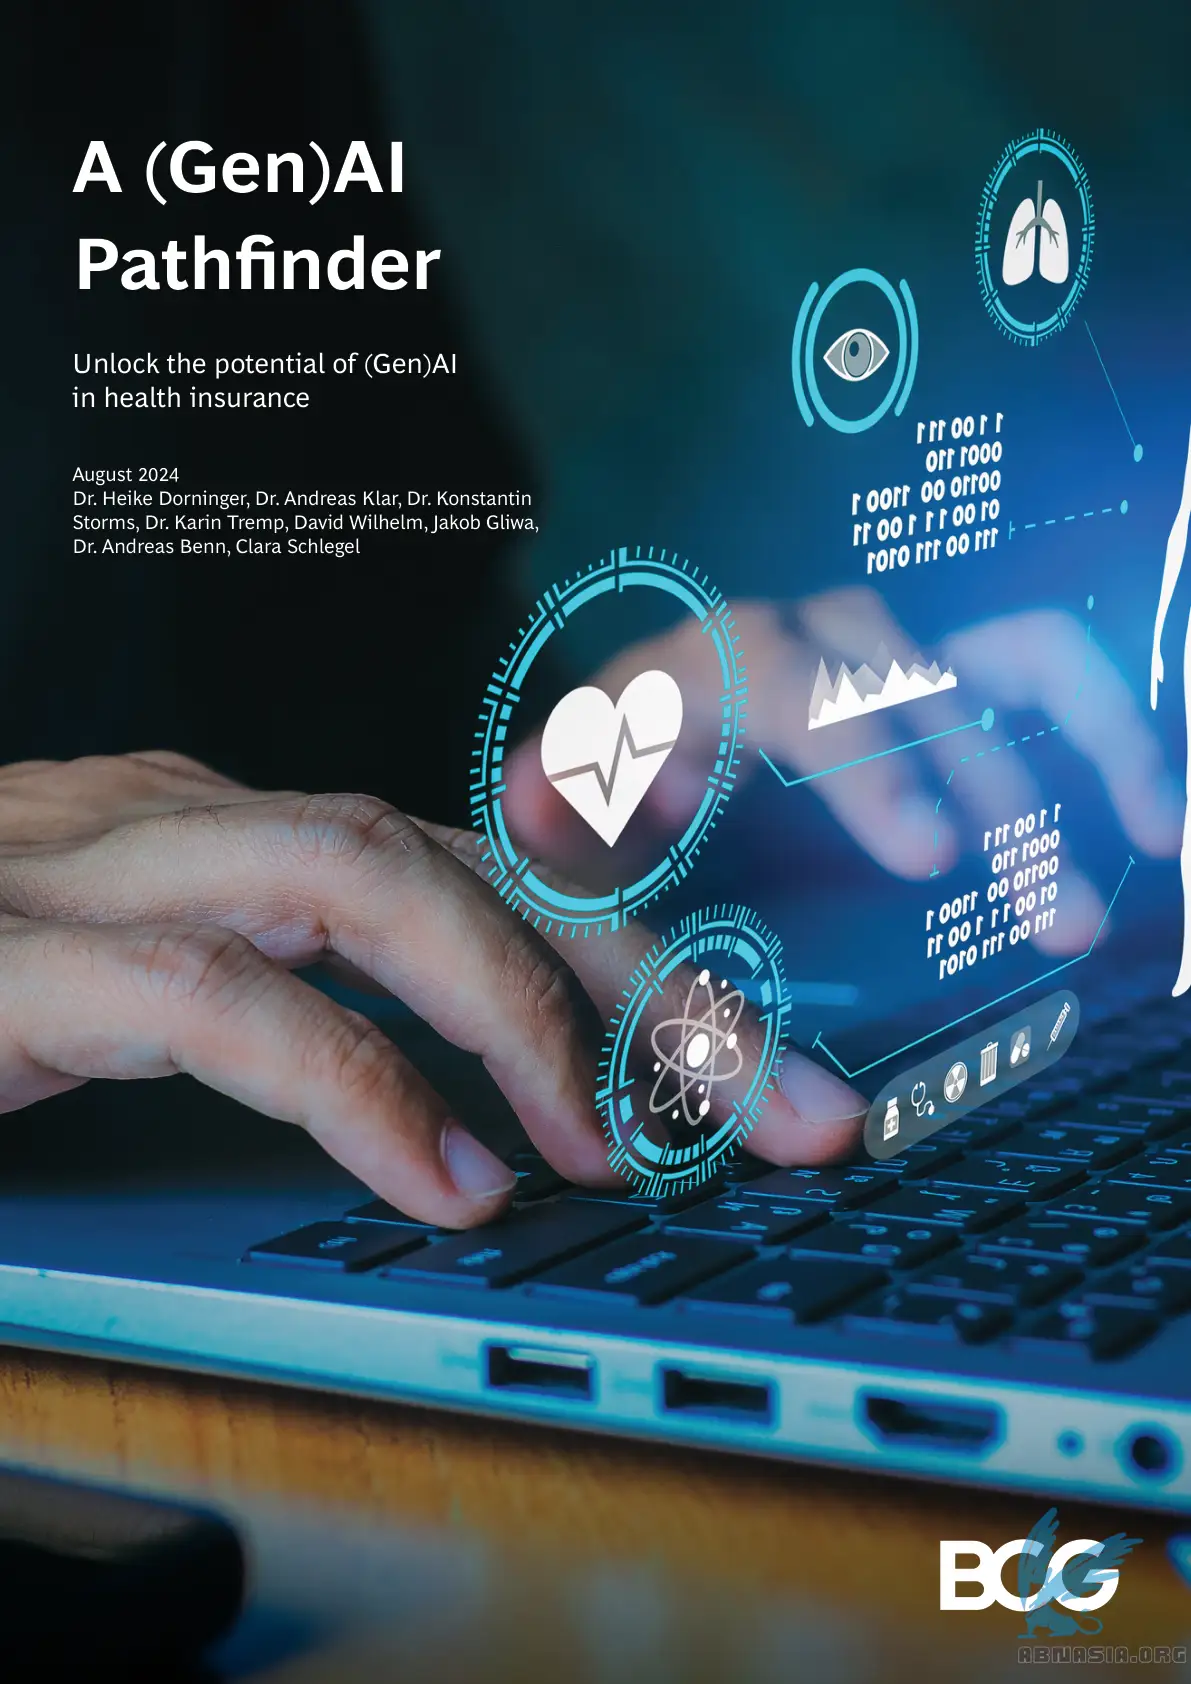 A (Gen)AI
Pathfinder
Unlock the potential of (Gen)AI
in health insurance
August 2024
Dr. Heike Dorninger, Dr. Andreas Klar, Dr. Konstantin
Storms, Dr. Karin Tremp, David Wilhelm, Jakob Gliwa,
Dr. Andreas Benn, Clara Schlegel
BCG
ABNASIA.ORG